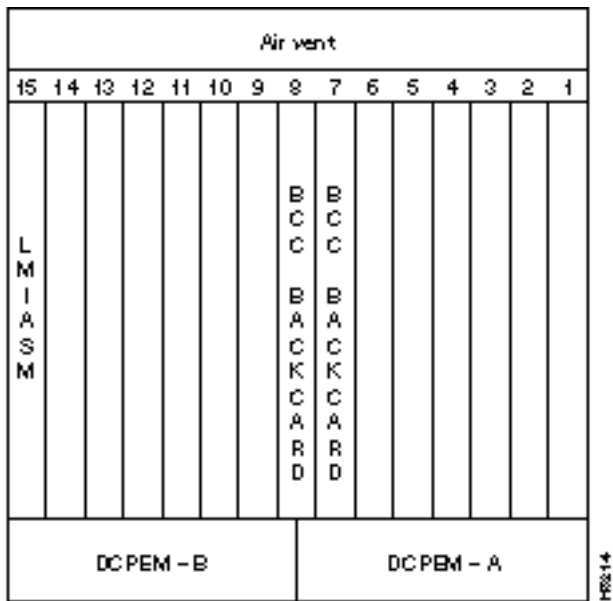 Air vent
15 14 13 12 11 10 9 8 7 6 5 4 3 2 1
LMIASM
BCC BACKCARD
BCC BACKCARD
DC PEM – B
DC PEM – A